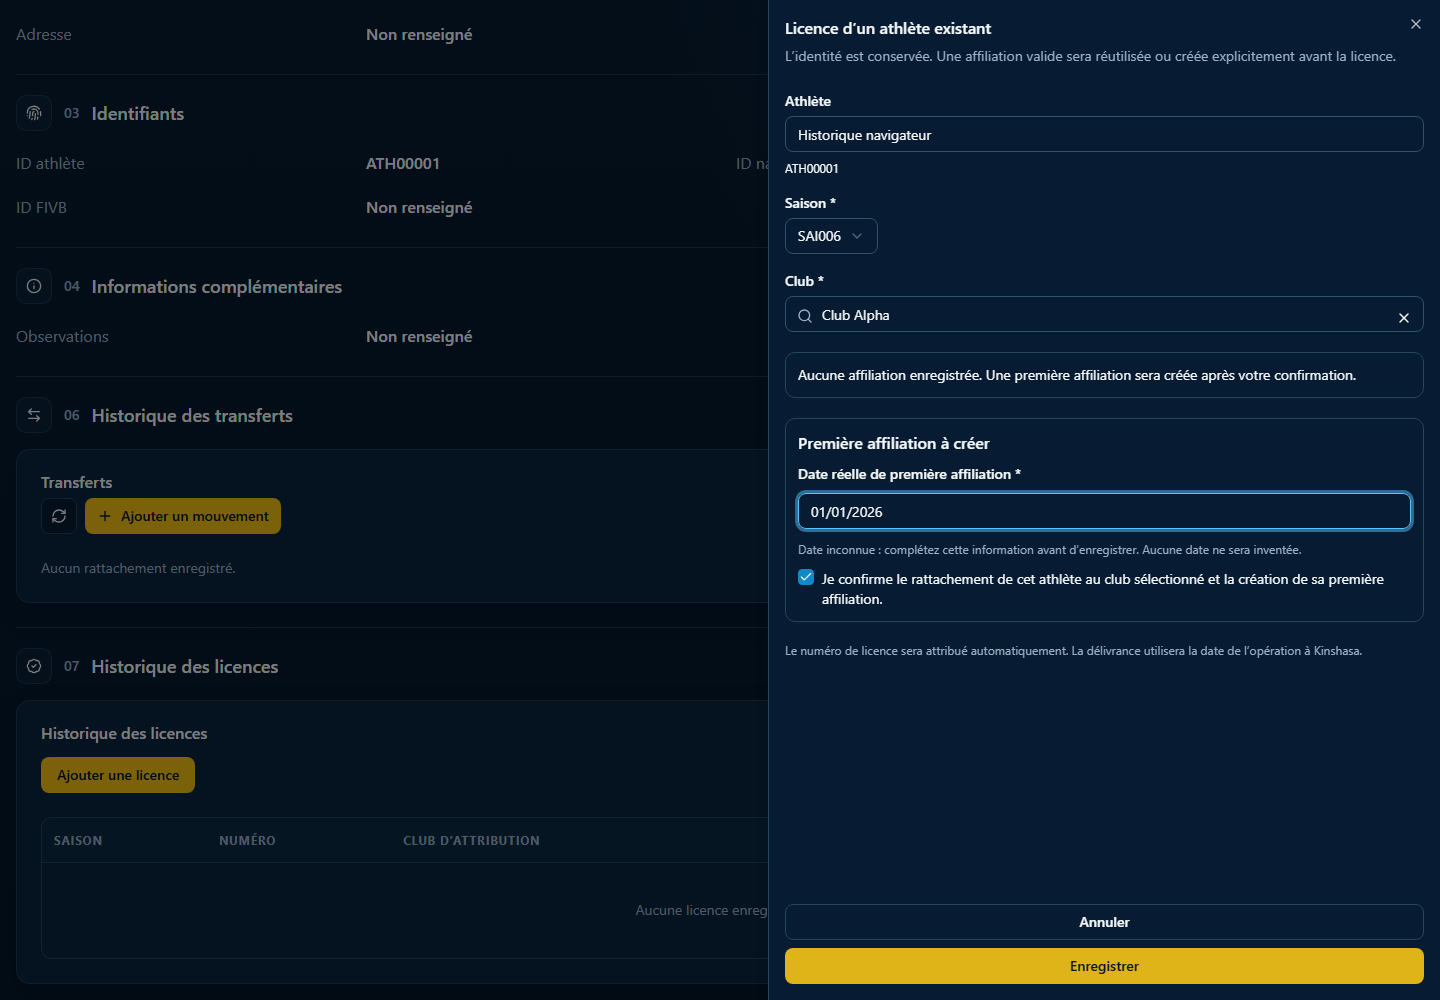 Adresse
Non renseigné
03 Identifiants
ID athlète
ATH00001
ID FIVB
Non renseigné
04 Informations complémentaires
Observations
Non renseigné
06 Historique des transferts
Transferts
Ajouter un mouvement
Aucun rattachement enregistré.
07 Historique des licences
Historique des licences
Ajouter une licence
SAISON NUMÉRO CLUB D'ATTRIBUTION
Licence d'un athlète existant
L'identité est conservée. Une affiliation valide sera réutilisée ou créée explicitement avant la licence.
Athlète
Historique navigateur
ATH00001
Saison *
SAI006
Club *
Club Alpha
Aucune affiliation enregistrée. Une première affiliation sera créée après votre confirmation.
Première affiliation à créer
Date réelle de première affiliation *
01/01/2026
Date inconnue : complétez cette information avant d'enregistrer. Aucune date ne sera inventée.
Je confirme le rattachement de cet athlète au club sélectionné et la création de sa première
affiliation.
Le numéro de licence sera attribué automatiquement. La délivrance utilisera la date de l'opération à Kinshasa.
Annuler
Enregistrer